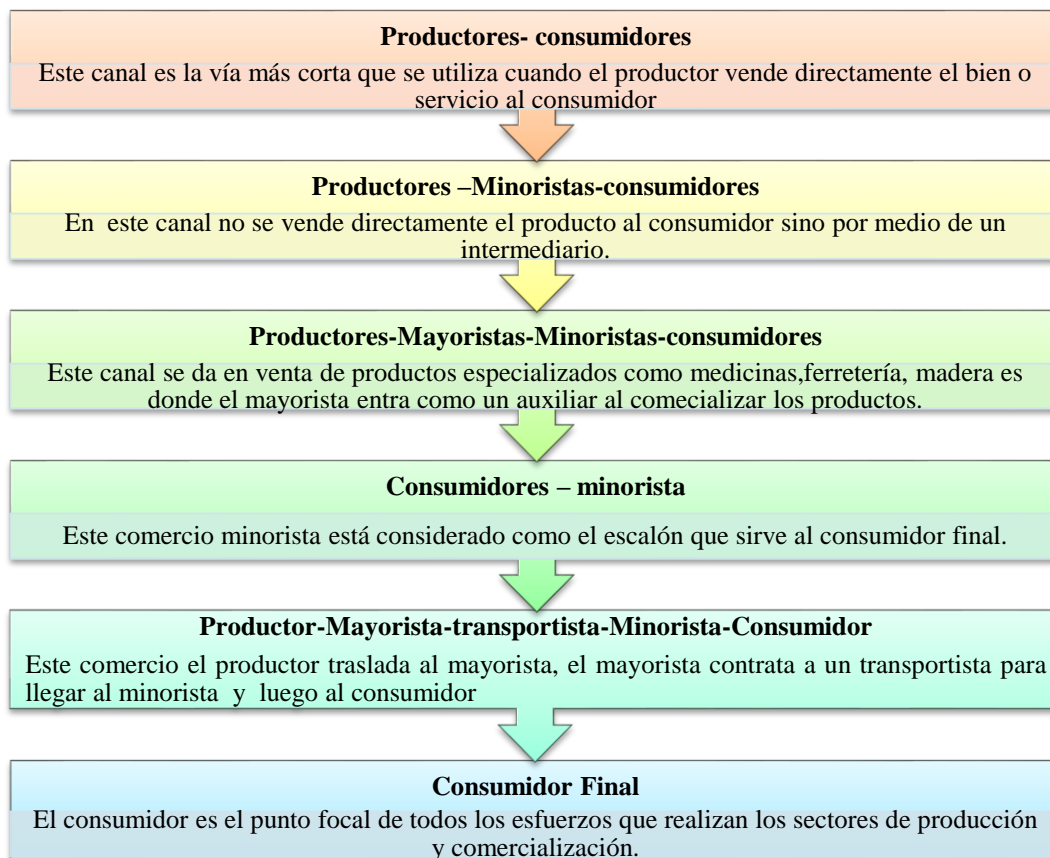 Productores- consumidores
Este canal es la vía más corta que se utiliza cuando el productor vende directamente el bien o
servicio al consumidor
Productores –Minoristas-consumidores
En este canal no se vende directamente el producto al consumidor sino por medio de un
intermediario.
Productores-Mayoristas-Minoristas-consumidores
Este canal se da en venta de productos especializados como medicinas,ferretería, madera es
donde el mayorista entra como un auxiliar al comecializar los productos.
Consumidores – minorista
Este comercio minorista está considerado como el escalón que sirve al consumidor final.
Productor-Mayorista-transportista-Minorista-Consumidor
Este comercio el productor traslada al mayorista, el mayorista contrata a un transportista para
llegar al minorista y luego al consumidor
Consumidor Final
El consumidor es el punto focal de todos los esfuerzos que realizan los sectores de producción
y comercialización.